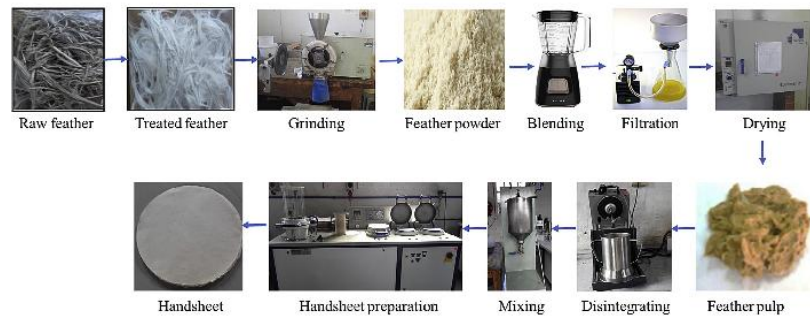 Raw feather
Treated feather
Grinding
Feather powder
Blending
Filtration
Drying
Feather pulp
Disintegrating
Mixing
Handsheet preparation
Handsheet